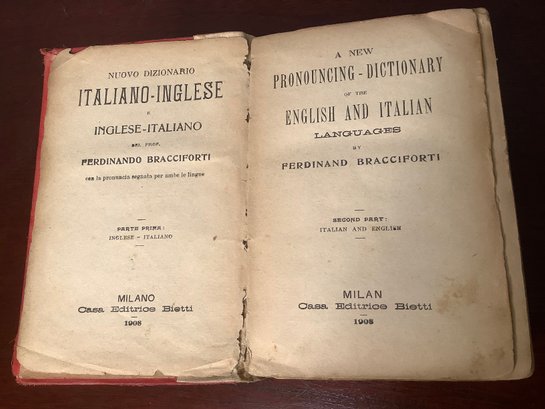 NUOVO DIZIONARIO
ITALIANO-INGLESE
E
INGLESE-ITALIANO
DEL PROF.
FERDINANDO BRACCIFORTI
con la pronuncia segnata per ambe le lingue
PARTE PRIMA:
INGLESE - ITALIANO
MILANO
Casa Editrice Bietti
1908
A NEW
PRONOUNCING-DICTIONARY
OF THE
ENGLISH AND ITALIAN
LANGUAGES
BY
FERDINAND BRACCIFORTI
SECOND PART:
ITALIAN AND ENGLISH
MILAN
Casa Editrice Bietti
1908